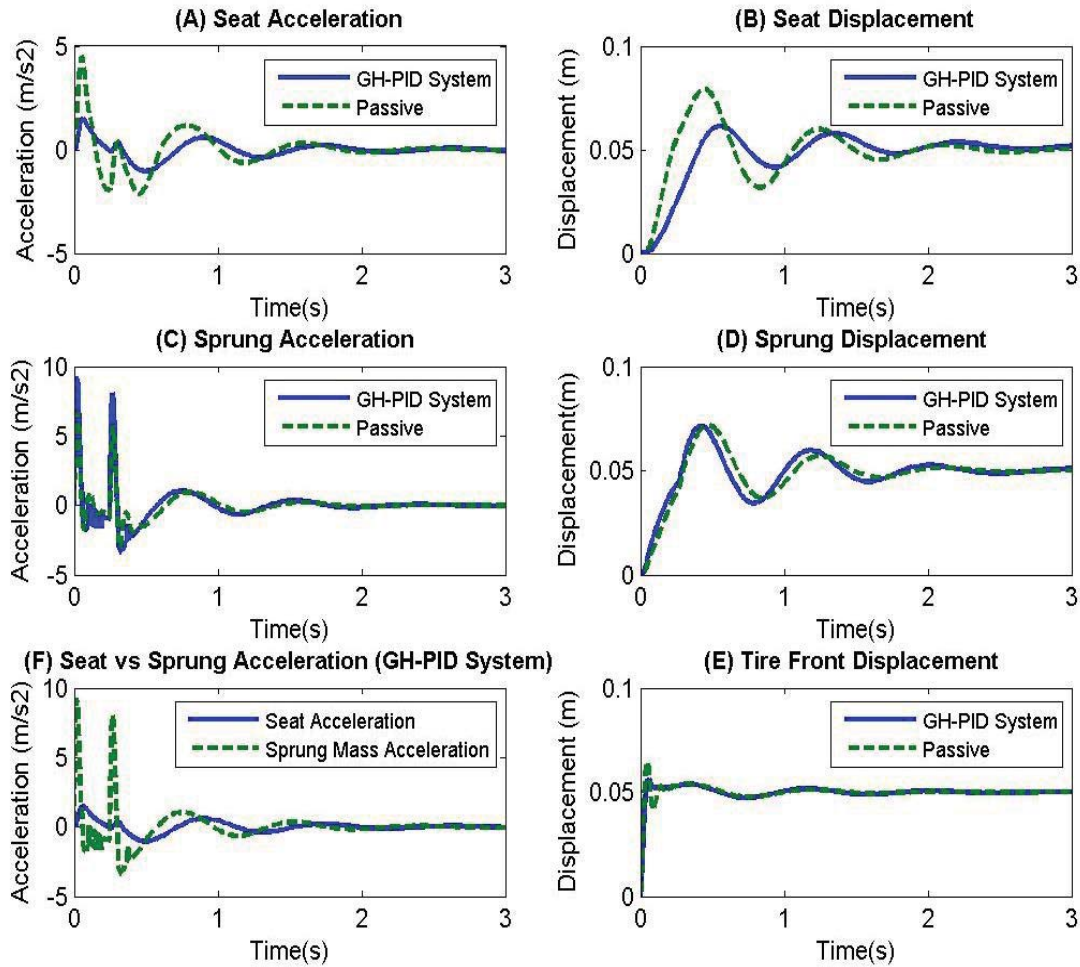 (A) Seat Acceleration
Acceleration (m/s2)
5
0
-5
GH-PID System
Passive
0 1 2 3
Time(s)
(B) Seat Displacement
Displacement (m)
0.1
0.05
0
GH-PID System
Passive
0 1 2 3
Time(s)
(C) Sprung Acceleration
Acceleration (m/s2)
10
5
0
-5
GH-PID System
Passive
0 1 2 3
Time(s)
(D) Sprung Displacement
Displacement(m)
0.1
0.05
0
GH-PID System
Passive
0 1 2 3
Time(s)
(F) Seat vs Sprung Acceleration (GH-PID System)
Acceleration (m/s2)
10
5
0
-5
Seat Acceleration
Sprung Mass Acceleration
0 1 2 3
Time(s)
(E) Tire Front Displacement
Displacement (m)
0.1
0.05
0
GH-PID System
Passive
0 1 2 3
Time(s)